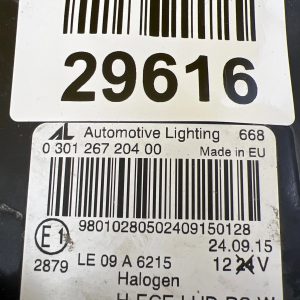 29616
AL Automotive Lighting 668
0 301 267 204 00 Made in EU
98010280502409150128
E1 24.09.15
2879 LE 09 A 6215 12 24 V
Halogen